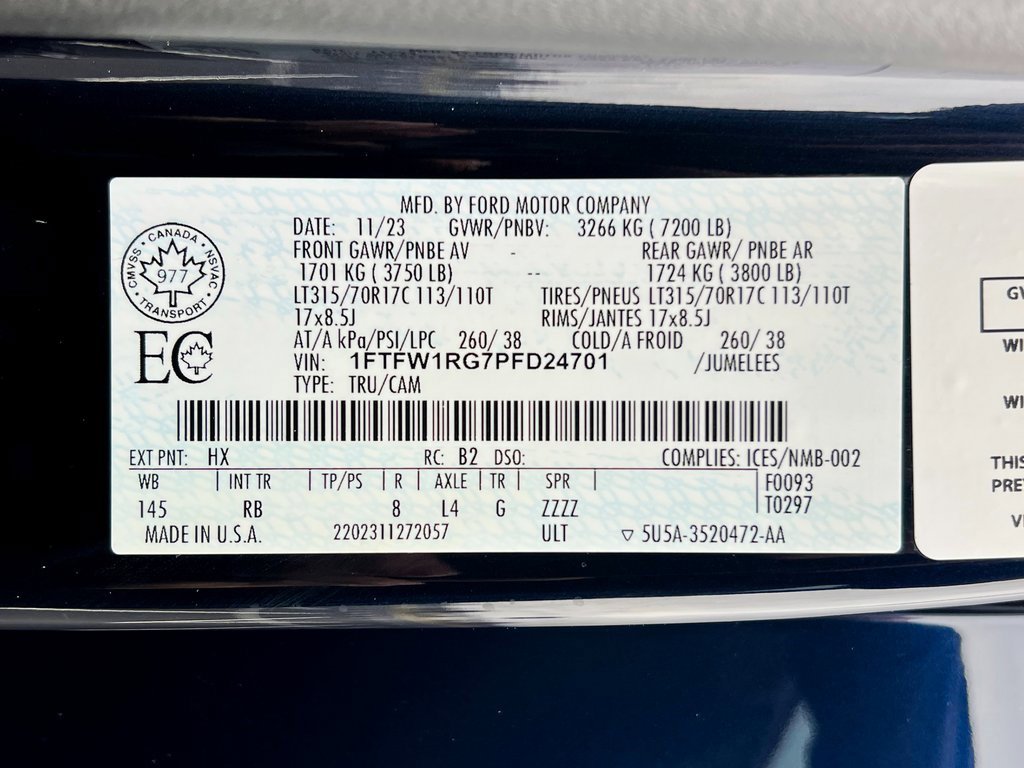 MFD. BY FORD MOTOR COMPANY
DATE: 11/23 GVWR/PNBV: 3266 KG ( 7200 LB)
FRONT GAWR/PNBE AV - REAR GAWR/ PNBE AR
1701 KG ( 3750 LB) -- 1724 KG ( 3800 LB)
LT315/70R17C 113/110T TIRES/PNEUS LT315/70R17C 113/110T
17x8.5J RIMS/JANTES 17x8.5J
AT/A kPa/PSI/LPC 260/ 38 COLD/A FROID 260/ 38
VIN: 1FTFW1RG7PFD24701 /JUMELEES
TYPE: TRU/CAM
CANADA
CMVSS
NSVAC
977
TRANSPORT
EC
EXT PNT: HX RC: B2 DSO: COMPLIES: ICES/NMB-002
WB | INT TR | TP/PS | R | AXLE | TR | SPR | F0093
145 RB 8 L4 G ZZZZ T0297
MADE IN U.S.A. 2202311272057 ULT ▽ 5U5A-3520472-AA
GV
WI
WI
THIS
PRE
V